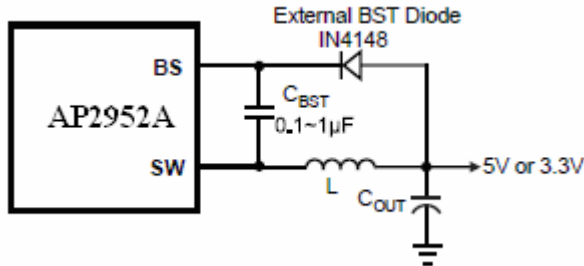 External BST Diode
IN4148
BS
C_BST
0.1~1µF
AP2952A
SW
L
C_OUT
5V or 3.3V